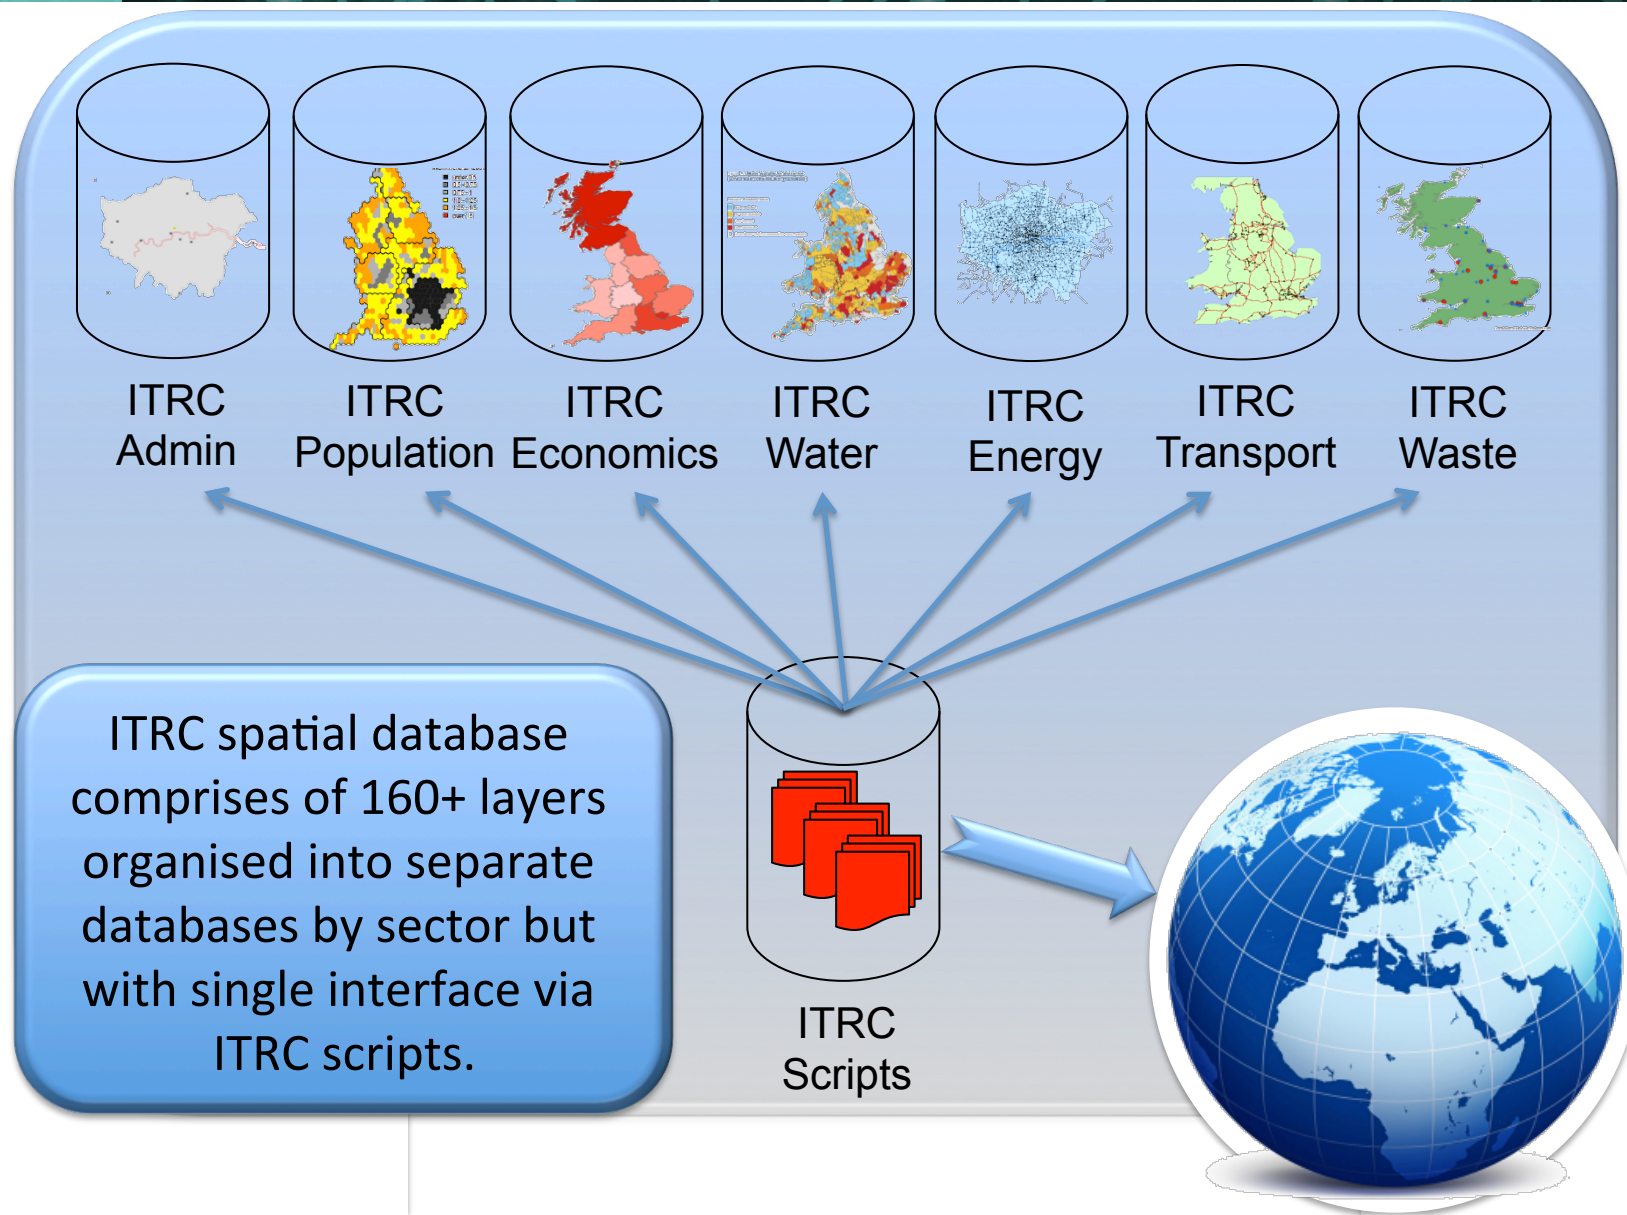 ITRC
Admin
ITRC
Population
ITRC
Economics
ITRC
Water
ITRC
Energy
ITRC
Transport
ITRC
Waste
ITRC spatial database
comprises of 160+ layers
organised into separate
databases by sector but
with single interface via
ITRC scripts.
ITRC
Scripts